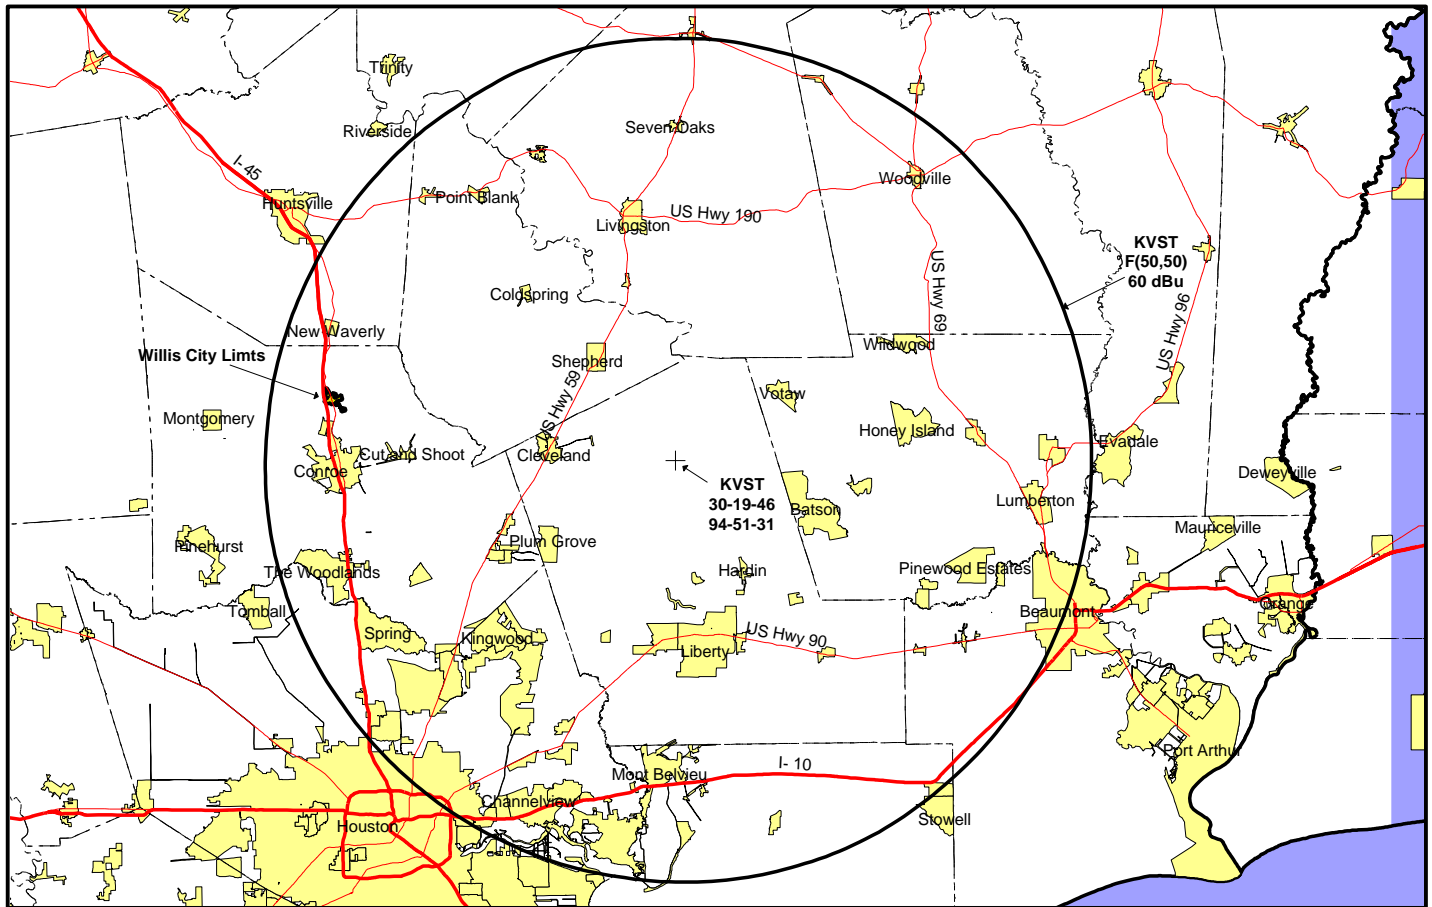 Trinity
Riverside
Seven Oaks
I-45
Huntsville
Point Blank
Woodville
Livingston
US Hwy 190
KVST
F(50,50)
60 dBu
US Hwy 69
US Hwy 96
Coldspring
New Waverly
Willis City Limts
Wildwood
Shepherd
US Hwy 59
Votaw
Montgomery
Honey Island
Cut and Shoot
Cleveland
Evadale
Conroe
Deweyville
KVST
30-19-46
94-51-31
Batson
Lumberton
Mauriceville
Pinehurst
Plum Grove
The Woodlands
Hardin
Pinewood Estates
Tomball
Beaumont
Orange
Spring
Kingwood
US Hwy 90
Liberty
Port Arthur
Mont Belvieu
I- 10
Channelview
Houston
Stowell